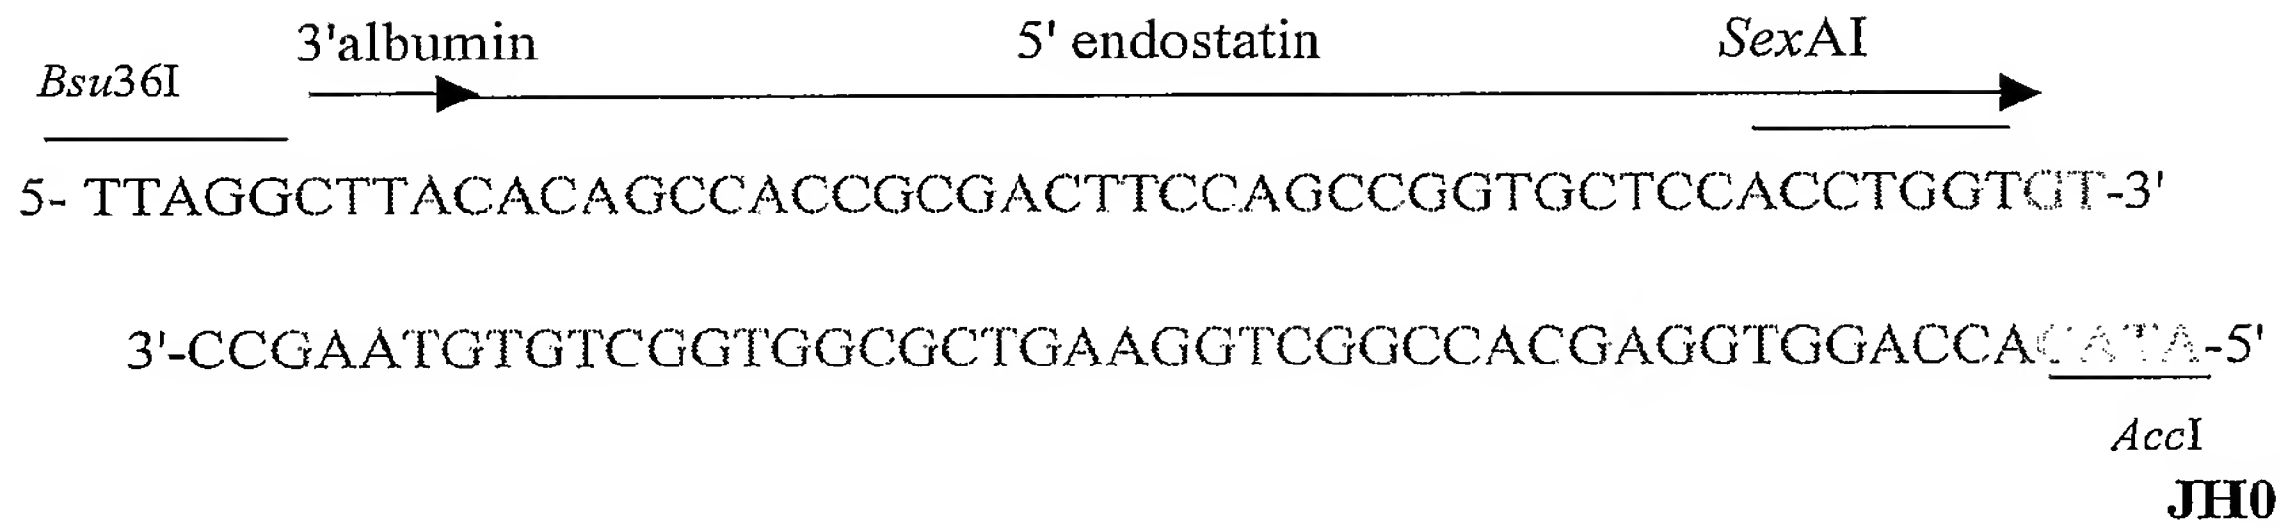 3'albumin 5' endostatin SexAI
Bsu36I
5- TTAGGCTTACACAGCCACCGCGACTTCCAGCCGGTGCTCCACCTGGTGT-3'
3'-CCGAATGTGTCGGTGGCGCTGAAGGTCGGCCACGAGGTGGACCACATA-5'
AccI
JH0